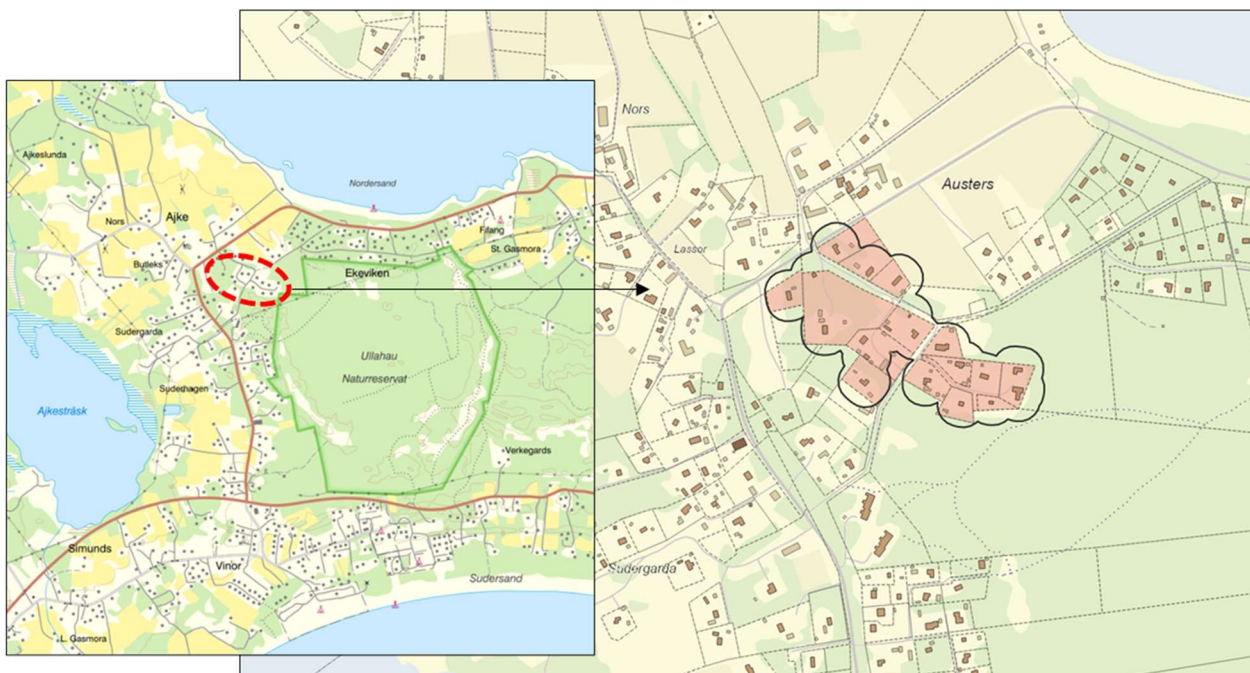 Ajkeslunda
Nordersand
Nors
Ajke
Fifang
St. Gasmora
Butleks
Ekeviken
Sudergarda
Ullahau
Naturreservat
Suderhagen
Ajkesträsk
Verkegards
Simunds
Vinor
Sudersand
L. Gasmora
Nors
Austers
Lassor
Sudergarda